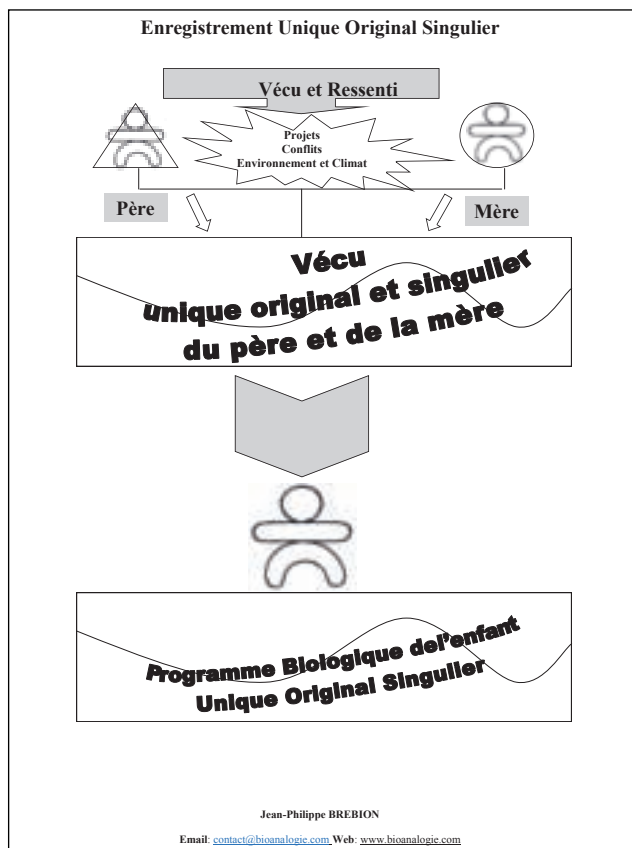 Enregistrement Unique Original Singulier
Vécu et Ressenti
Projets
Conflits
Environnement et Climat
Père
Mère
Vécu
unique original et singulier
du père et de la mère
Programme Biologique del'enfant
Unique Original Singulier
Jean-Philippe BREBION
Email: contact@bioanalogie.com Web: www.bioanalogie.com